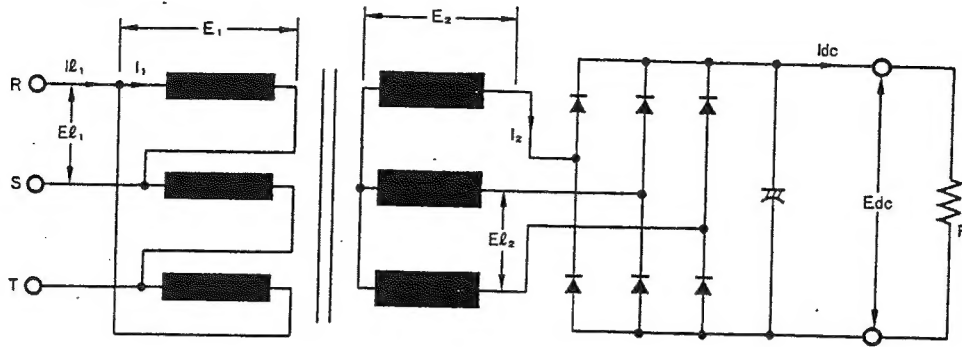 E₁
E₂
Idc
R
Iℓ₁
I₁
Eℓ₁
I₂
S
Eℓ₂
Edc
R
T